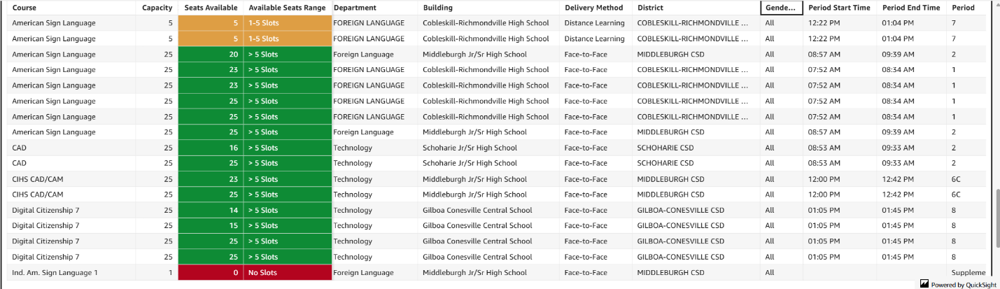 Course Capacity Seats Available Available Seats Range Department Building Delivery Method District Gende... Period Start Time Period End Time Period
American Sign Language 5 5 1-5 Slots FOREIGN LANGUAGE Cobleskill-Richmondville High School Distance Learning COBLESKILL-RICHMONDVILLE ... All 12:22 PM 01:04 PM 7
American Sign Language 5 5 1-5 Slots FOREIGN LANGUAGE Cobleskill-Richmondville High School Distance Learning COBLESKILL-RICHMONDVILLE ... All 12:22 PM 01:04 PM 7
American Sign Language 25 20 > 5 Slots Foreign Language Middleburgh Jr/Sr High School Face-to-Face MIDDLEBURGH CSD All 08:57 AM 09:39 AM 2
American Sign Language 25 23 > 5 Slots FOREIGN LANGUAGE Cobleskill-Richmondville High School Face-to-Face COBLESKILL-RICHMONDVILLE ... All 07:52 AM 08:34 AM 1
American Sign Language 25 23 > 5 Slots FOREIGN LANGUAGE Cobleskill-Richmondville High School Face-to-Face COBLESKILL-RICHMONDVILLE ... All 07:52 AM 08:34 AM 1
American Sign Language 25 25 > 5 Slots FOREIGN LANGUAGE Cobleskill-Richmondville High School Face-to-Face COBLESKILL-RICHMONDVILLE ... All 07:52 AM 08:34 AM 1
American Sign Language 25 25 > 5 Slots FOREIGN LANGUAGE Cobleskill-Richmondville High School Face-to-Face COBLESKILL-RICHMONDVILLE ... All 07:52 AM 08:34 AM 1
American Sign Language 25 25 > 5 Slots Foreign Language Middleburgh Jr/Sr High School Face-to-Face MIDDLEBURGH CSD All 08:57 AM 09:39 AM 2
CAD 25 16 > 5 Slots Technology Schoharie Jr/Sr High School Face-to-Face SCHOHARIE CSD All 08:53 AM 09:33 AM 2
CAD 25 25 > 5 Slots Technology Schoharie Jr/Sr High School Face-to-Face SCHOHARIE CSD All 08:53 AM 09:33 AM 2
CIHS CAD/CAM 25 23 > 5 Slots Technology Middleburgh Jr/Sr High School Face-to-Face MIDDLEBURGH CSD All 12:00 PM 12:42 PM 6C
CIHS CAD/CAM 25 25 > 5 Slots Technology Middleburgh Jr/Sr High School Face-to-Face MIDDLEBURGH CSD All 12:00 PM 12:42 PM 6C
Digital Citizenship 7 25 14 > 5 Slots Technology Gilboa Conesville Central School Face-to-Face GILBOA-CONESVILLE CSD All 01:05 PM 01:45 PM 8
Digital Citizenship 7 25 15 > 5 Slots Technology Gilboa Conesville Central School Face-to-Face GILBOA-CONESVILLE CSD All 01:05 PM 01:45 PM 8
Digital Citizenship 7 25 25 > 5 Slots Technology Gilboa Conesville Central School Face-to-Face GILBOA-CONESVILLE CSD All 01:05 PM 01:45 PM 8
Digital Citizenship 7 25 25 > 5 Slots Technology Gilboa Conesville Central School Face-to-Face GILBOA-CONESVILLE CSD All 01:05 PM 01:45 PM 8
Ind. Am. Sign Language 1 1 0 No Slots Foreign Language Middleburgh Jr/Sr High School Face-to-Face MIDDLEBURGH CSD All Suppleme
Powered by QuickSight